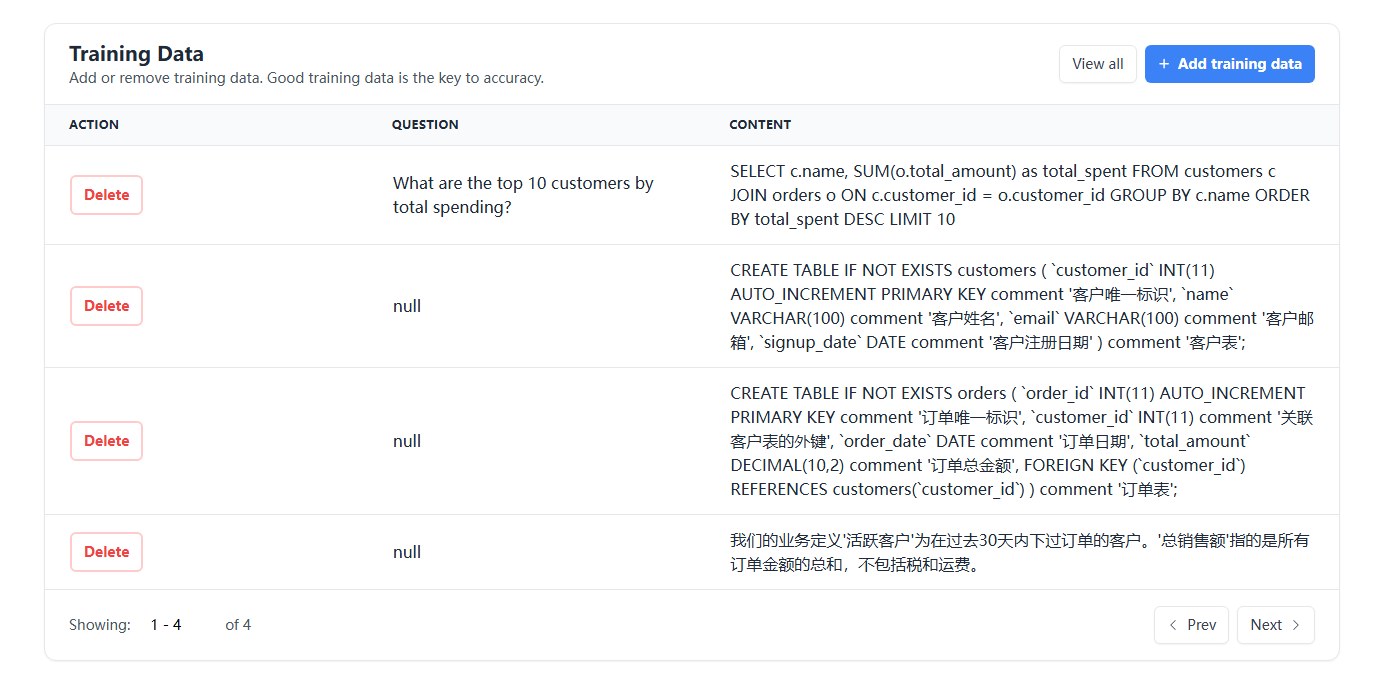 Training Data
Add or remove training data. Good training data is the key to accuracy.
View all
+ Add training data
ACTION QUESTION CONTENT
Delete
What are the top 10 customers by
total spending?
SELECT c.name, SUM(o.total_amount) as total_spent FROM customers c
JOIN orders o ON c.customer_id = o.customer_id GROUP BY c.name ORDER
BY total_spent DESC LIMIT 10
Delete
null
CREATE TABLE IF NOT EXISTS customers ( `customer_id` INT(11)
AUTO_INCREMENT PRIMARY KEY comment '客户唯一标识', `name`
VARCHAR(100) comment '客户姓名', `email` VARCHAR(100) comment '客户邮
箱', `signup_date` DATE comment '客户注册日期' ) comment '客户表';
Delete
null
CREATE TABLE IF NOT EXISTS orders ( `order_id` INT(11) AUTO_INCREMENT
PRIMARY KEY comment '订单唯一标识', `customer_id` INT(11) comment '关联
客户表的外键', `order_date` DATE comment '订单日期', `total_amount`
DECIMAL(10,2) comment '订单总金额', FOREIGN KEY (`customer_id`)
REFERENCES customers(`customer_id`) ) comment '订单表';
Delete
null
我们的业务定义'活跃客户'为在过去30天内下过订单的客户。'总销售额'指的是所有
订单金额的总和，不包括税和运费。
Showing: 1 - 4 of 4
Prev
Next